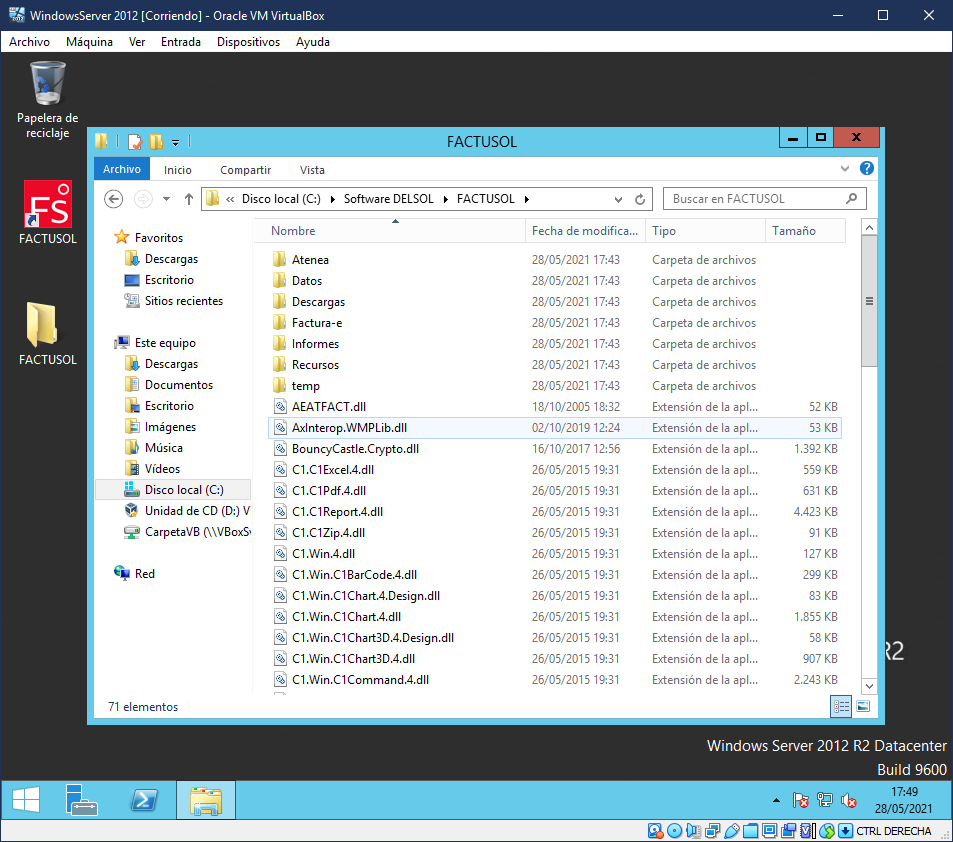 WindowsServer 2012 [Corriendo] - Oracle VM VirtualBox
Archivo Máquina Ver Entrada Dispositivos Ayuda
Papelera de
reciclaje
FS
FACTUSOL
FACTUSOL
FACTUSOL
Archivo Inicio Compartir Vista
« Disco local (C:) Software DELSOL FACTUSOL
Buscar en FACTUSOL
Favoritos
Descargas
Escritorio
Sitios recientes
Este equipo
Descargas
Documentos
Escritorio
Imágenes
Música
Vídeos
Disco local (C:)
Unidad de CD (D:) V
CarpetaVB (\\VBoxSv
Red
Nombre Fecha de modifica... Tipo Tamaño
Atenea 28/05/2021 17:43 Carpeta de archivos
Datos 28/05/2021 17:43 Carpeta de archivos
Descargas 28/05/2021 17:43 Carpeta de archivos
Factura-e 28/05/2021 17:43 Carpeta de archivos
Informes 28/05/2021 17:43 Carpeta de archivos
Recursos 28/05/2021 17:43 Carpeta de archivos
temp 28/05/2021 17:43 Carpeta de archivos
AEATFACT.dll 18/10/2005 18:32 Extensión de la apl... 52 KB
AxInterop.WMPLib.dll 02/10/2019 12:24 Extensión de la apl... 53 KB
BouncyCastle.Crypto.dll 16/10/2017 12:56 Extensión de la apl... 1.392 KB
C1.C1Excel.4.dll 26/05/2015 19:31 Extensión de la apl... 559 KB
C1.C1Pdf.4.dll 26/05/2015 19:31 Extensión de la apl... 631 KB
C1.C1Report.4.dll 26/05/2015 19:31 Extensión de la apl... 4.423 KB
C1.C1Zip.4.dll 26/05/2015 19:31 Extensión de la apl... 91 KB
C1.Win.4.dll 26/05/2015 19:31 Extensión de la apl... 127 KB
C1.Win.C1BarCode.4.dll 26/05/2015 19:31 Extensión de la apl... 299 KB
C1.Win.C1Chart.4.Design.dll 26/05/2015 19:31 Extensión de la apl... 83 KB
C1.Win.C1Chart.4.dll 26/05/2015 19:31 Extensión de la apl... 1.855 KB
C1.Win.C1Chart3D.4.Design.dll 26/05/2015 19:31 Extensión de la apl... 58 KB
C1.Win.C1Chart3D.4.dll 26/05/2015 19:31 Extensión de la apl... 907 KB
C1.Win.C1Command.4.dll 26/05/2015 19:31 Extensión de la apl... 2.243 KB
71 elementos
R2
Windows Server 2012 R2 Datacenter
Build 9600
17:49
28/05/2021
CTRL DERECHA